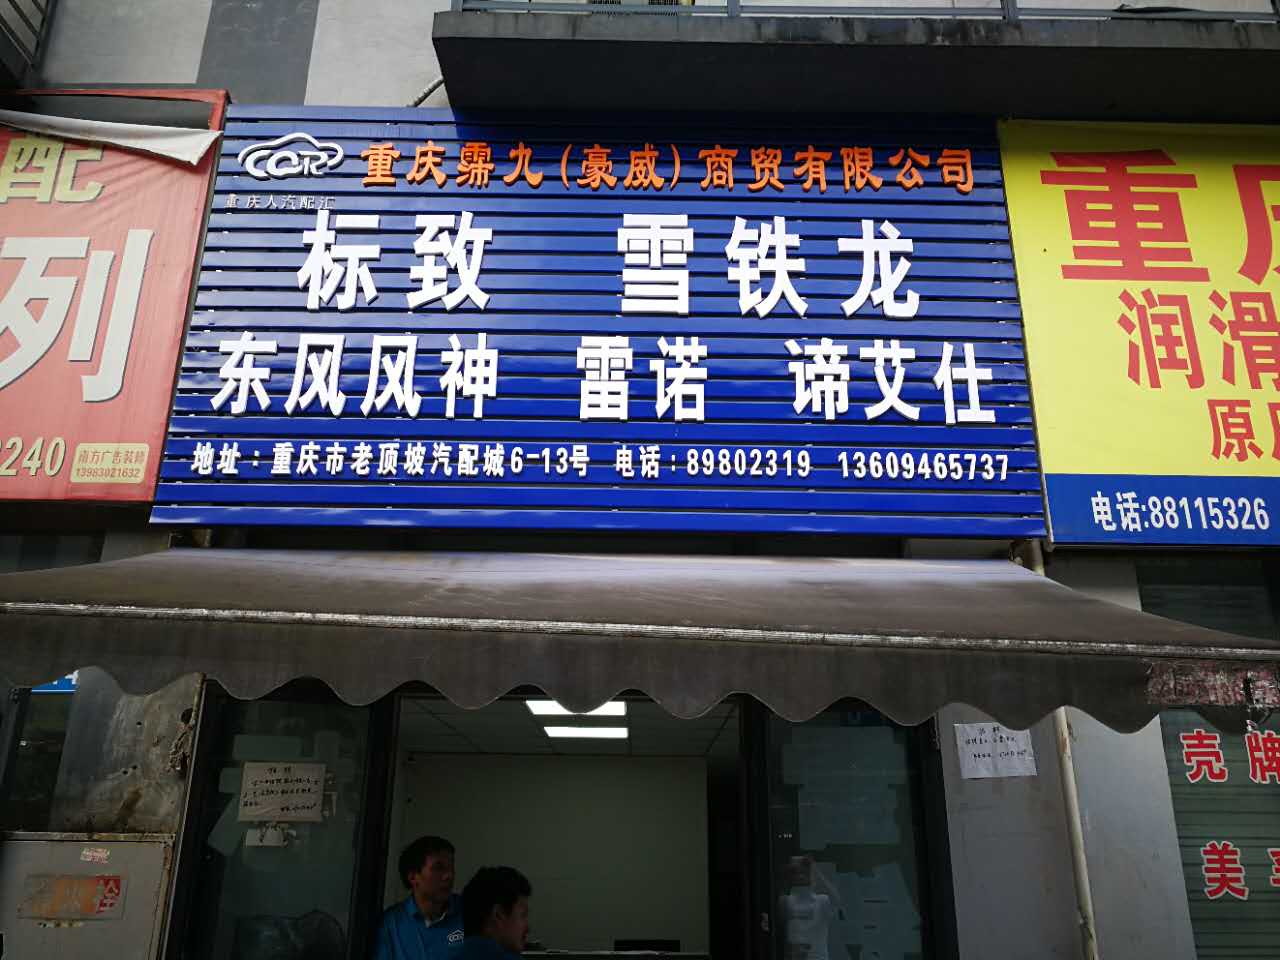 配
列
3240
南方广告装饰
13983021632
CQR
重庆人汽配汇
重庆霈九(豪威)商贸有限公司
标致 雪铁龙
东风风神 雷诺 谛艾仕
地址：重庆市老顶坡汽配城6-13号 电话：89802319 13609465737
重庆
润滑
原
电话:88115326
壳牌
美